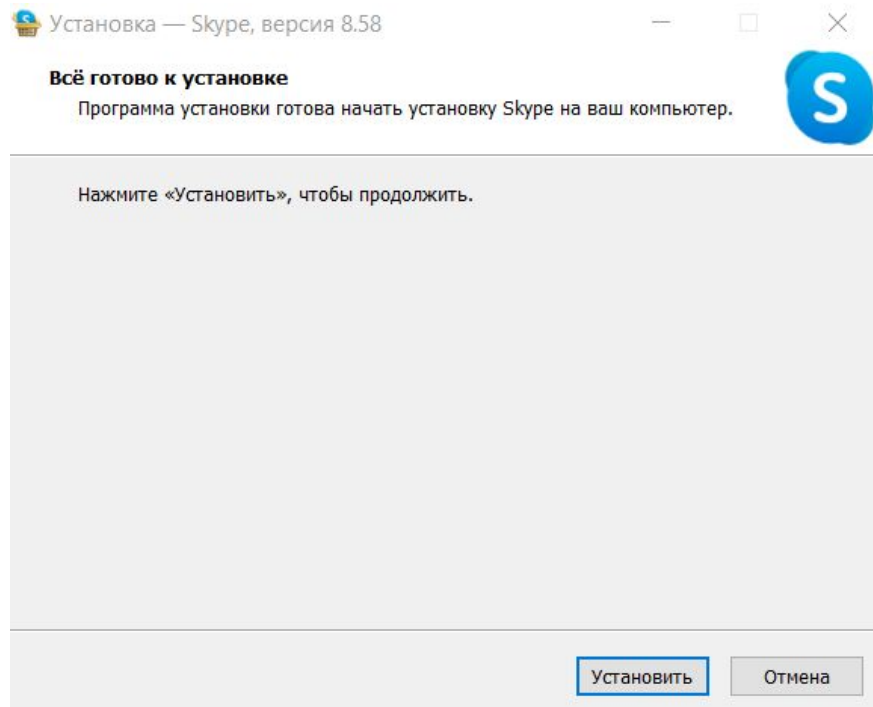 Установка — Skype, версия 8.58
Всё готово к установке
Программа установки готова начать установку Skype на ваш компьютер.
S
Нажмите «Установить», чтобы продолжить.
Установить
Отмена